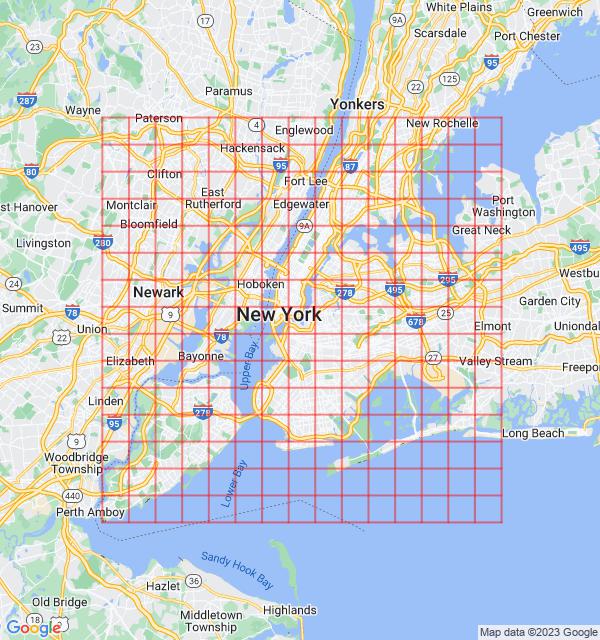 White Plains
Greenwich
17
9A
Scarsdale
Port Chester
23
95
22
125
287
Paramus
Yonkers
Wayne
Paterson
4
Englewood
New Rochelle
Hackensack
80
95
87
Clifton
Fort Lee
East
Rutherford
st Hanover
Montclair
Edgewater
Port
Washington
Bloomfield
9A
Great Neck
Livingston
280
495
295
Westbu
24
Hoboken
278
495
Newark
Garden City
Summit
78
9
New York
25
678
Elmont
Uniondal
22
Union
78
Upper Bay
Bayonne
27
Elizabeth
Valley Stream
Freepor
Linden
278
95
Long Beach
9
Woodbridge
Township
Lower Bay
440
Perth Amboy
Sandy Hook Bay
Hazlet
36
Old Bridge
Highlands
Middletown
Township
18
9
Google
Map data ©2023 Google